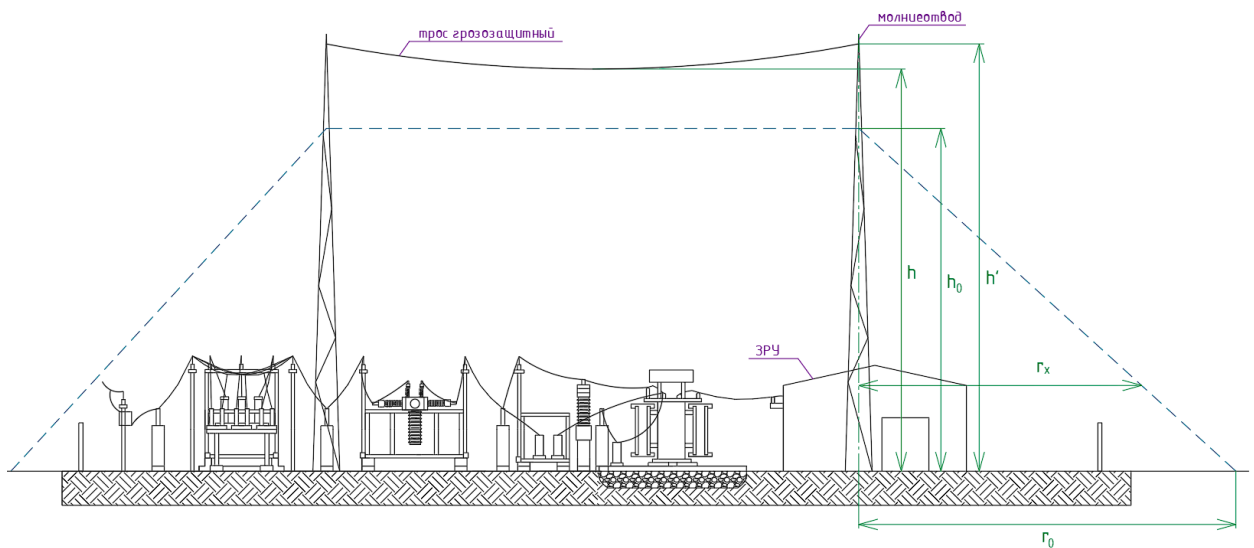 молниеотвод
трос грозозащитный
h
h₀
h'
ЗРУ
rₓ
r₀